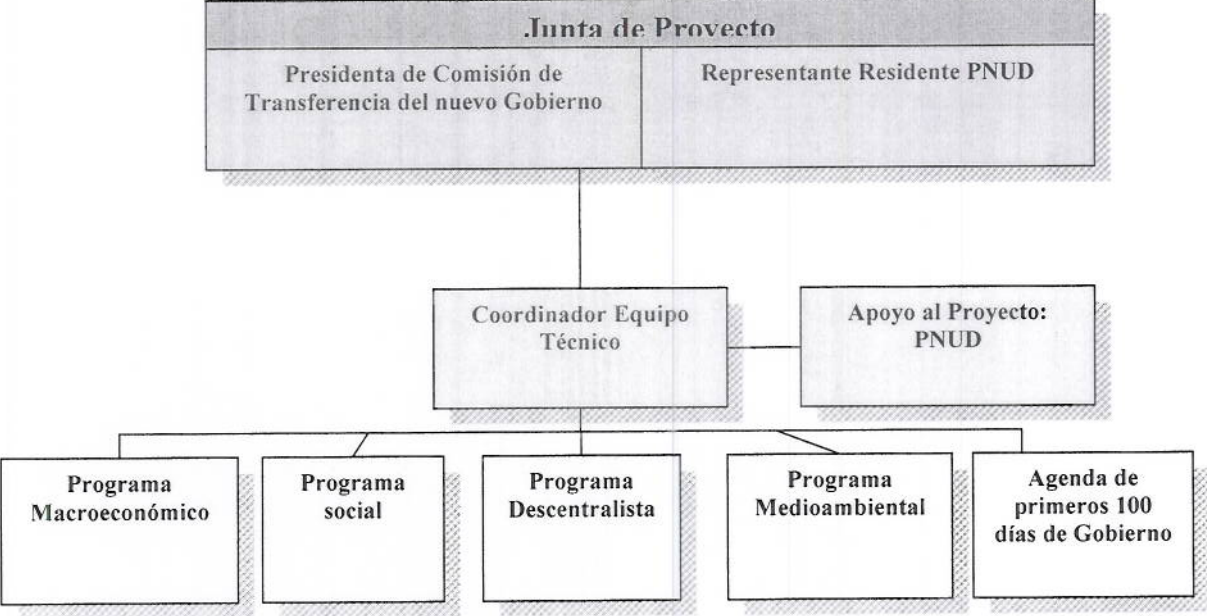 Junta de Proyecto
Presidenta de Comisión de
Transferencia del nuevo Gobierno
Representante Residente PNUD
Coordinador Equipo
Técnico
Apoyo al Proyecto:
PNUD
Programa
Macroeconómico
Programa
social
Programa
Descentralista
Programa
Medioambiental
Agenda de
primeros 100
días de Gobierno